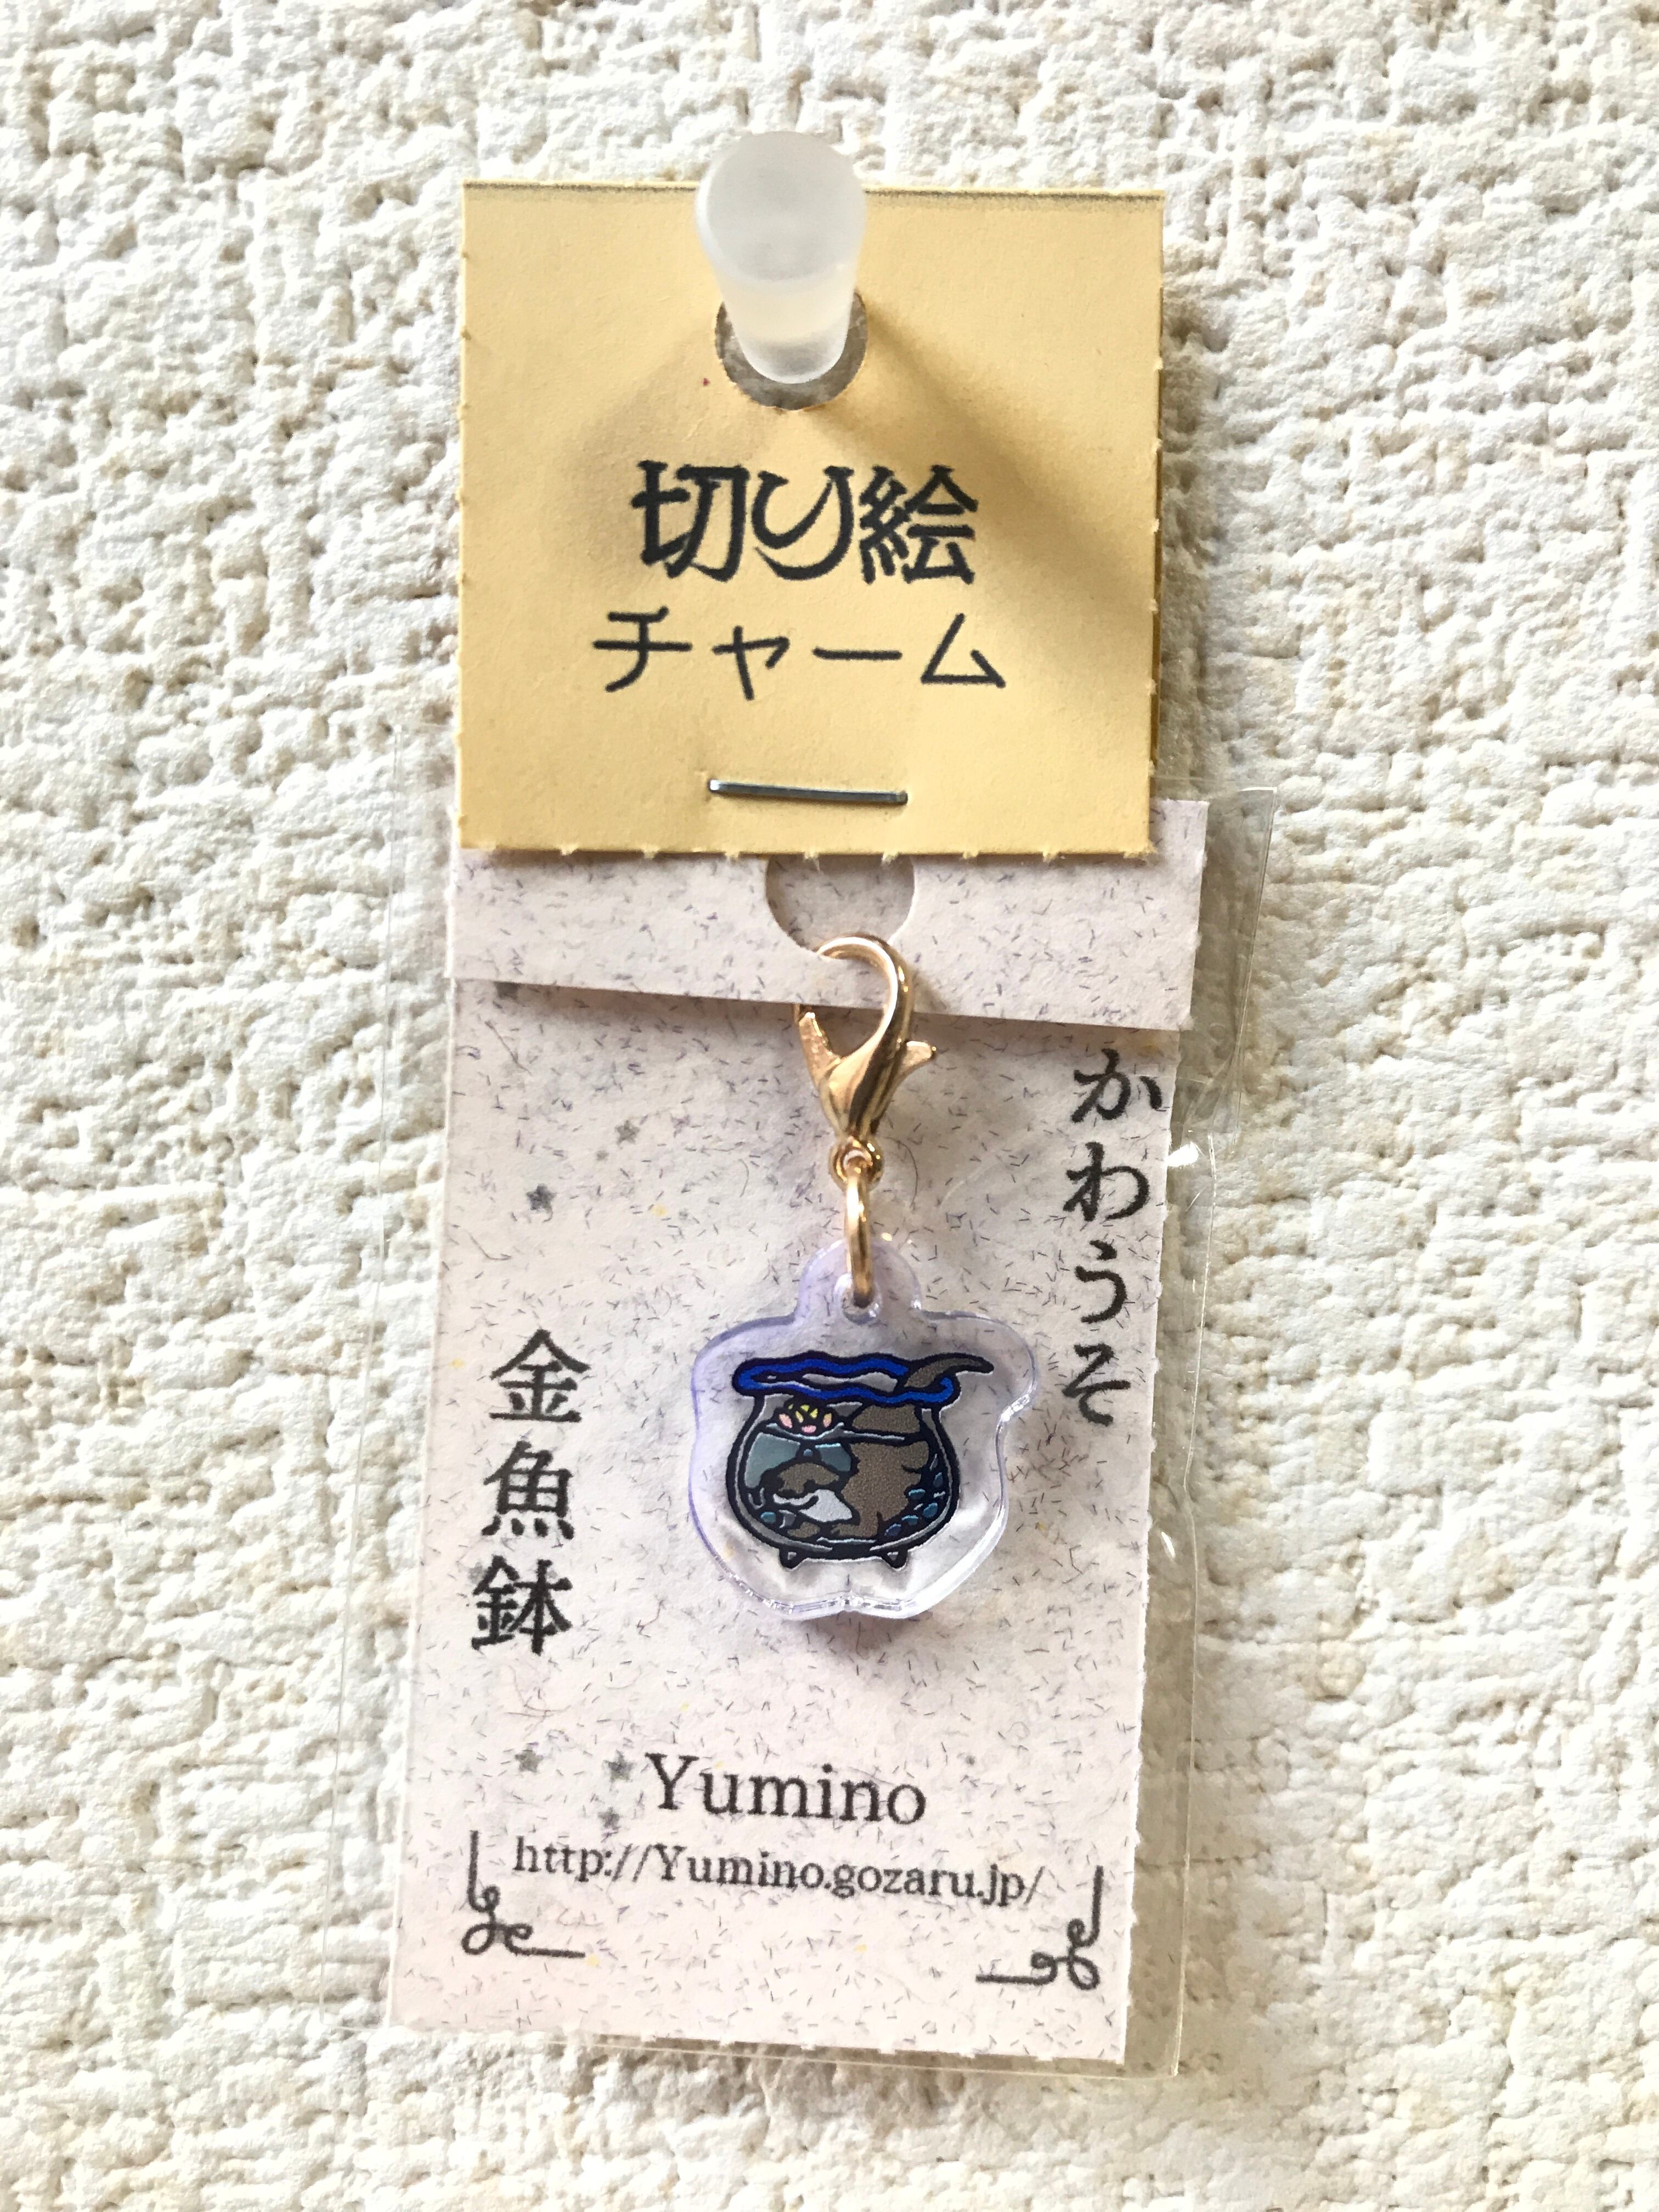 切り絵
チャーム
かわうそ
金魚鉢
Yumino
http://Yumino.gozaru.jp/